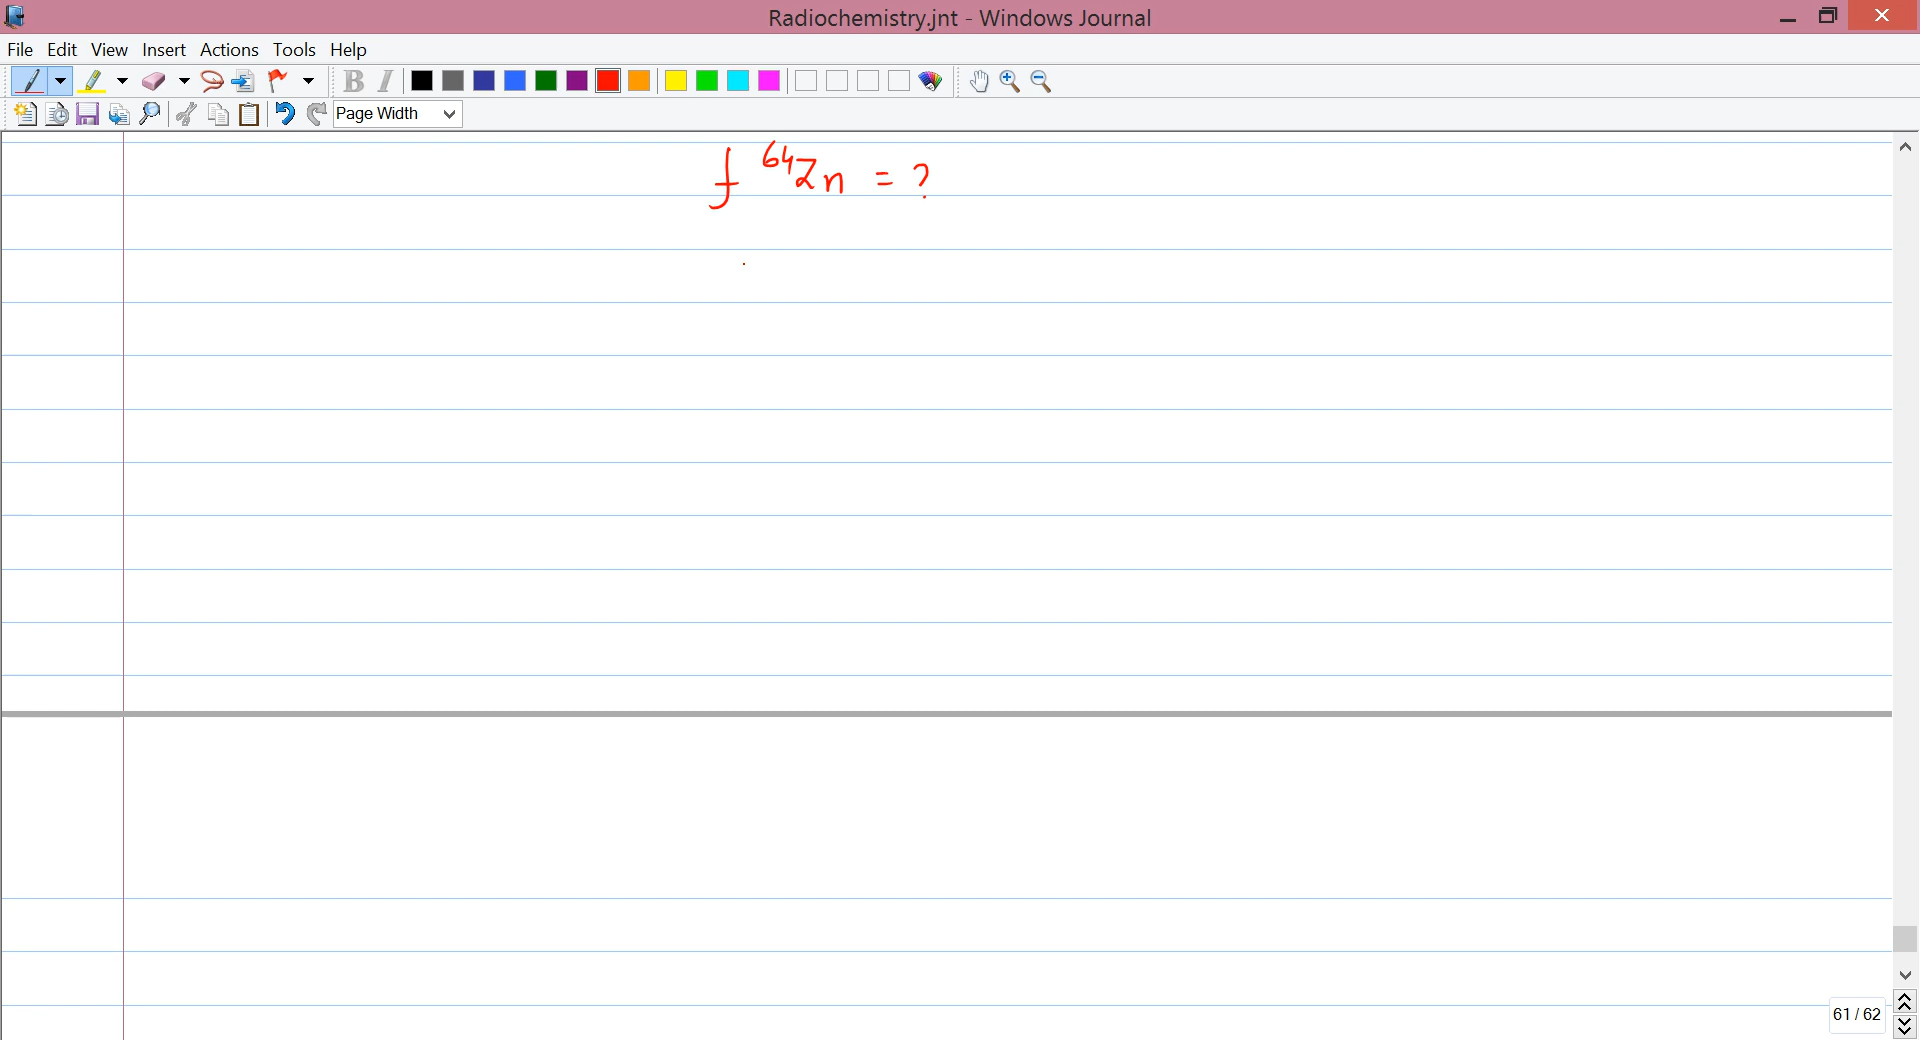 Radiochemistry.jnt - Windows Journal
File Edit View Insert Actions Tools Help
B I
Page Width
f ⁶⁴Zn = ?
61 / 62